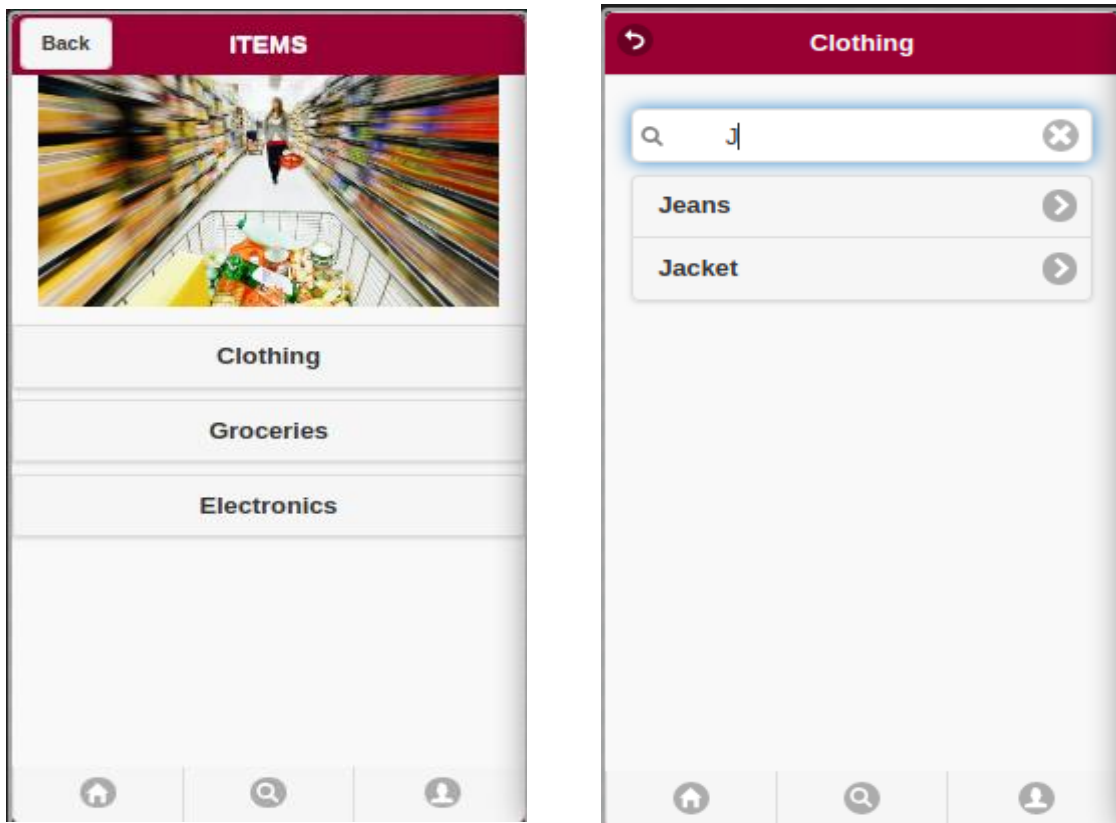 Back
ITEMS
Clothing
Groceries
Electronics
Clothing
J
Jeans
Jacket